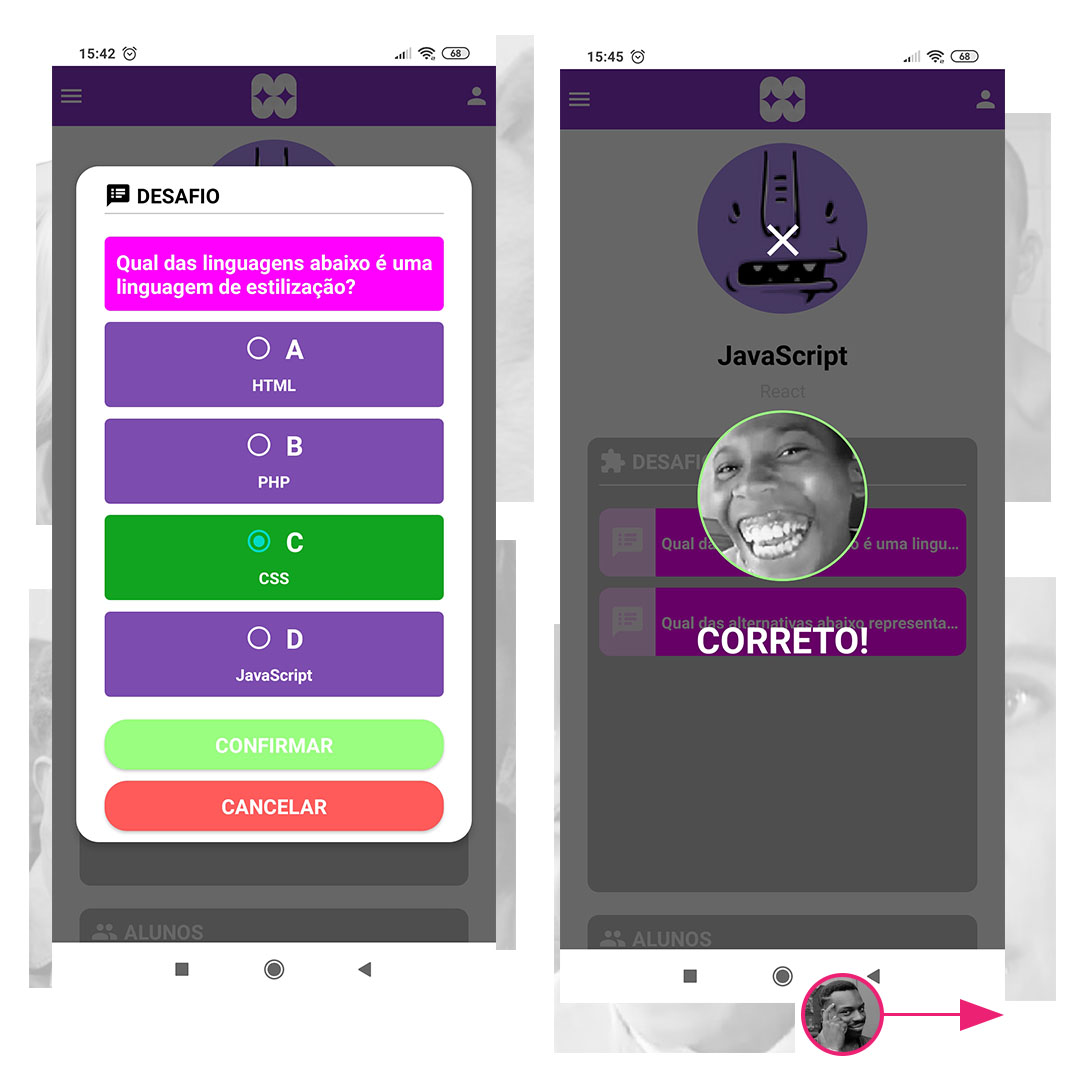 15:42
68
DESAFIO
Qual das linguagens abaixo é uma
linguagem de estilização?
A
HTML
B
PHP
C
CSS
D
JavaScript
CONFIRMAR
CANCELAR
ALUNOS
15:45
68
JavaScript
React
DESAFI
Qual da
o é uma lingu...
Qual das alternativas abaixo representa...
CORRETO!
ALUNOS